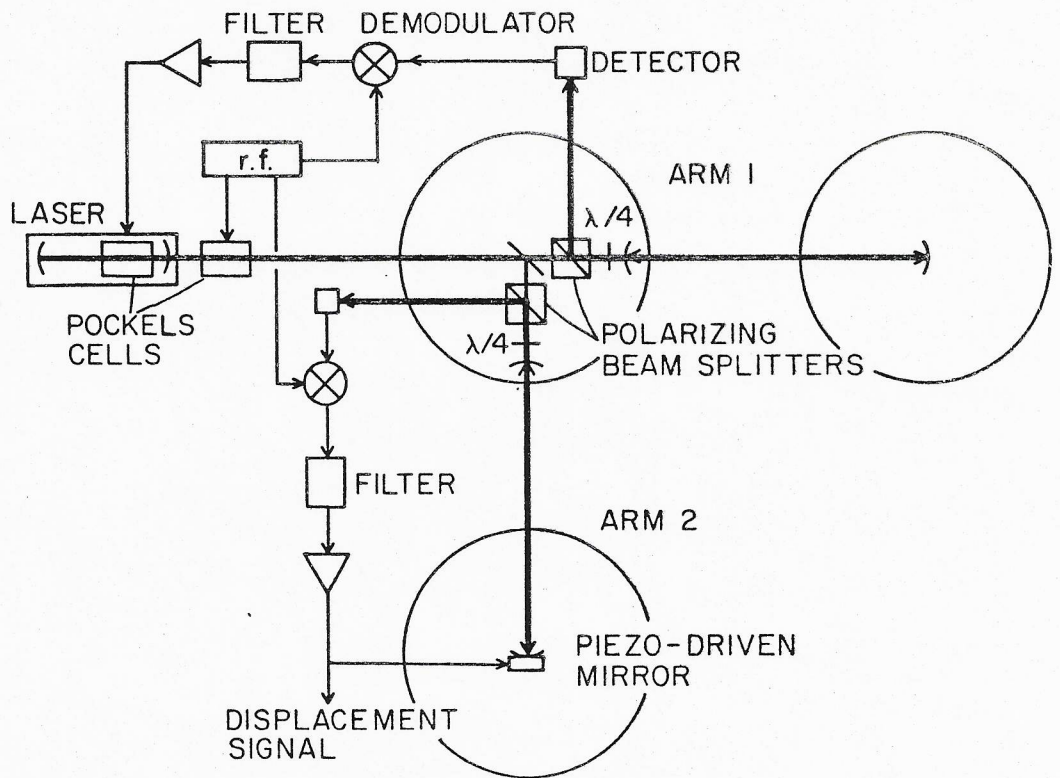 FILTER
DEMODULATOR
DETECTOR
r.f.
ARM 1
LASER
λ/4
POCKELS
CELLS
λ/4
POLARIZING
BEAM SPLITTERS
FILTER
ARM 2
PIEZO-DRIVEN
MIRROR
DISPLACEMENT
SIGNAL